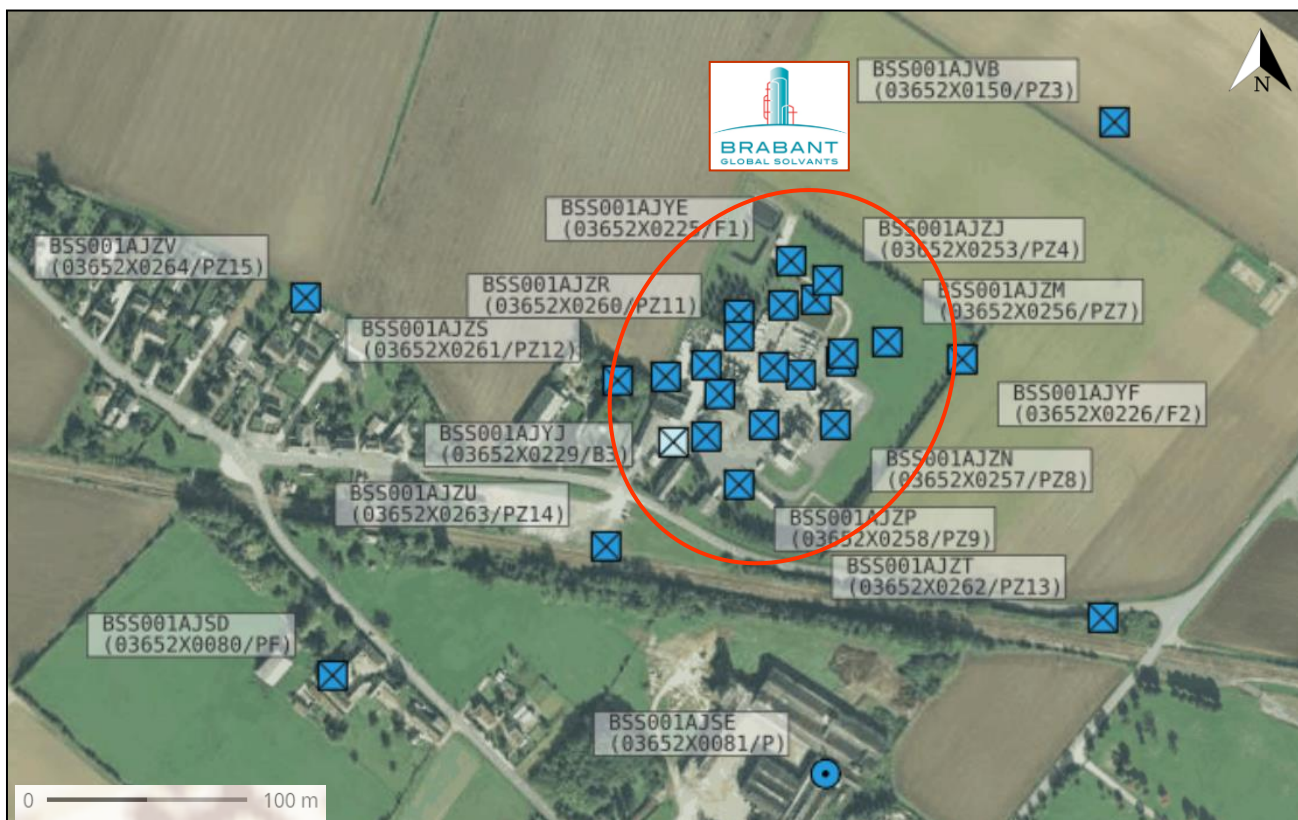 BSS001AJVB
(03652X0150/PZ3)
N
BRABANT
GLOBAL SOLVANTS
BSS001AJYE
(03652X0225/F1)
BSS001AJZJ
(03652X0253/PZ4)
BSS001AJZV
(03652X0264/PZ15)
BSS001AJZR
(03652X0260/PZ11)
BSS001AJZM
(03652X0256/PZ7)
BSS001AJZS
(03652X0261/PZ12)
BSS001AJYF
(03652X0226/F2)
BSS001AJYJ
(03652X0229/B3)
BSS001AJZN
(03652X0257/PZ8)
BSS001AJZU
(03652X0263/PZ14)
BSS001AJZP
(03652X0258/PZ9)
BSS001AJZT
(03652X0262/PZ13)
BSS001AJSD
(03652X0080/PF)
BSS001AJSE
(03652X0081/P)
0 100 m